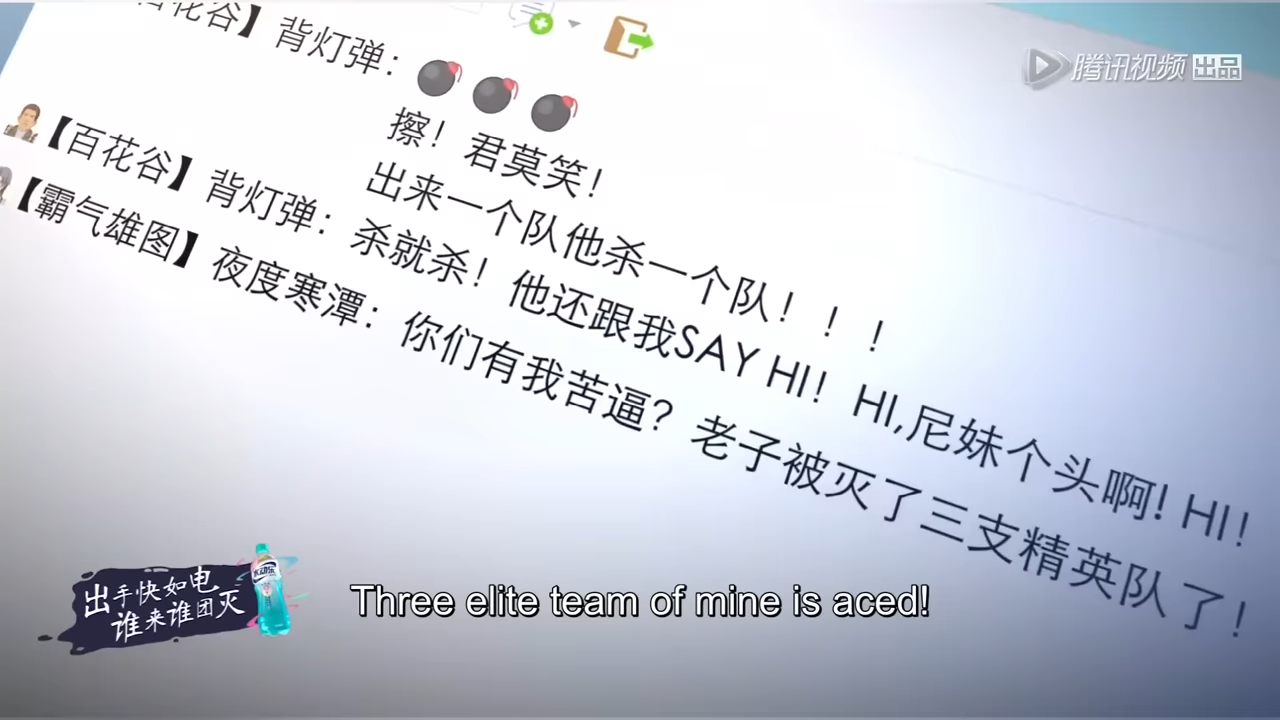 百花谷】背灯弹：
腾讯视频 出品
擦！君莫笑！
出来一个队他杀一个队！！！
【百花谷】背灯弹：杀就杀！他还跟我SAY HI！HI,尼妹个头啊！HI！
【霸气雄图】夜度寒潭：你们有我苦逼？老子被灭了三支精英队了！
出手快如电
谁来谁团灭
水动乐
Three elite team of mine is aced!